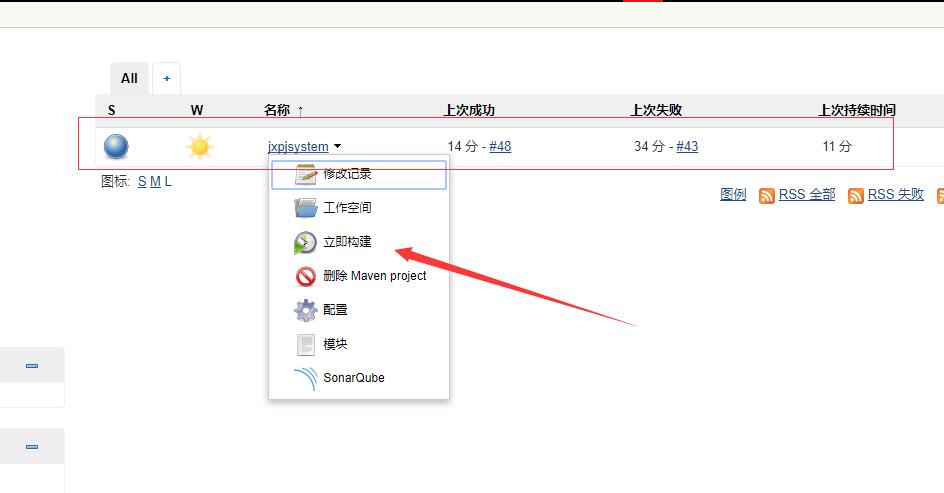 All +
S W 名称 ↑ 上次成功 上次失败 上次持续时间
jxpjsystem 14 分 - #48 34 分 - #43 11 分
修改记录
图标: S M L
图例 RSS 全部 RSS 失败
工作空间
立即构建
删除 Maven project
配置
模块
SonarQube